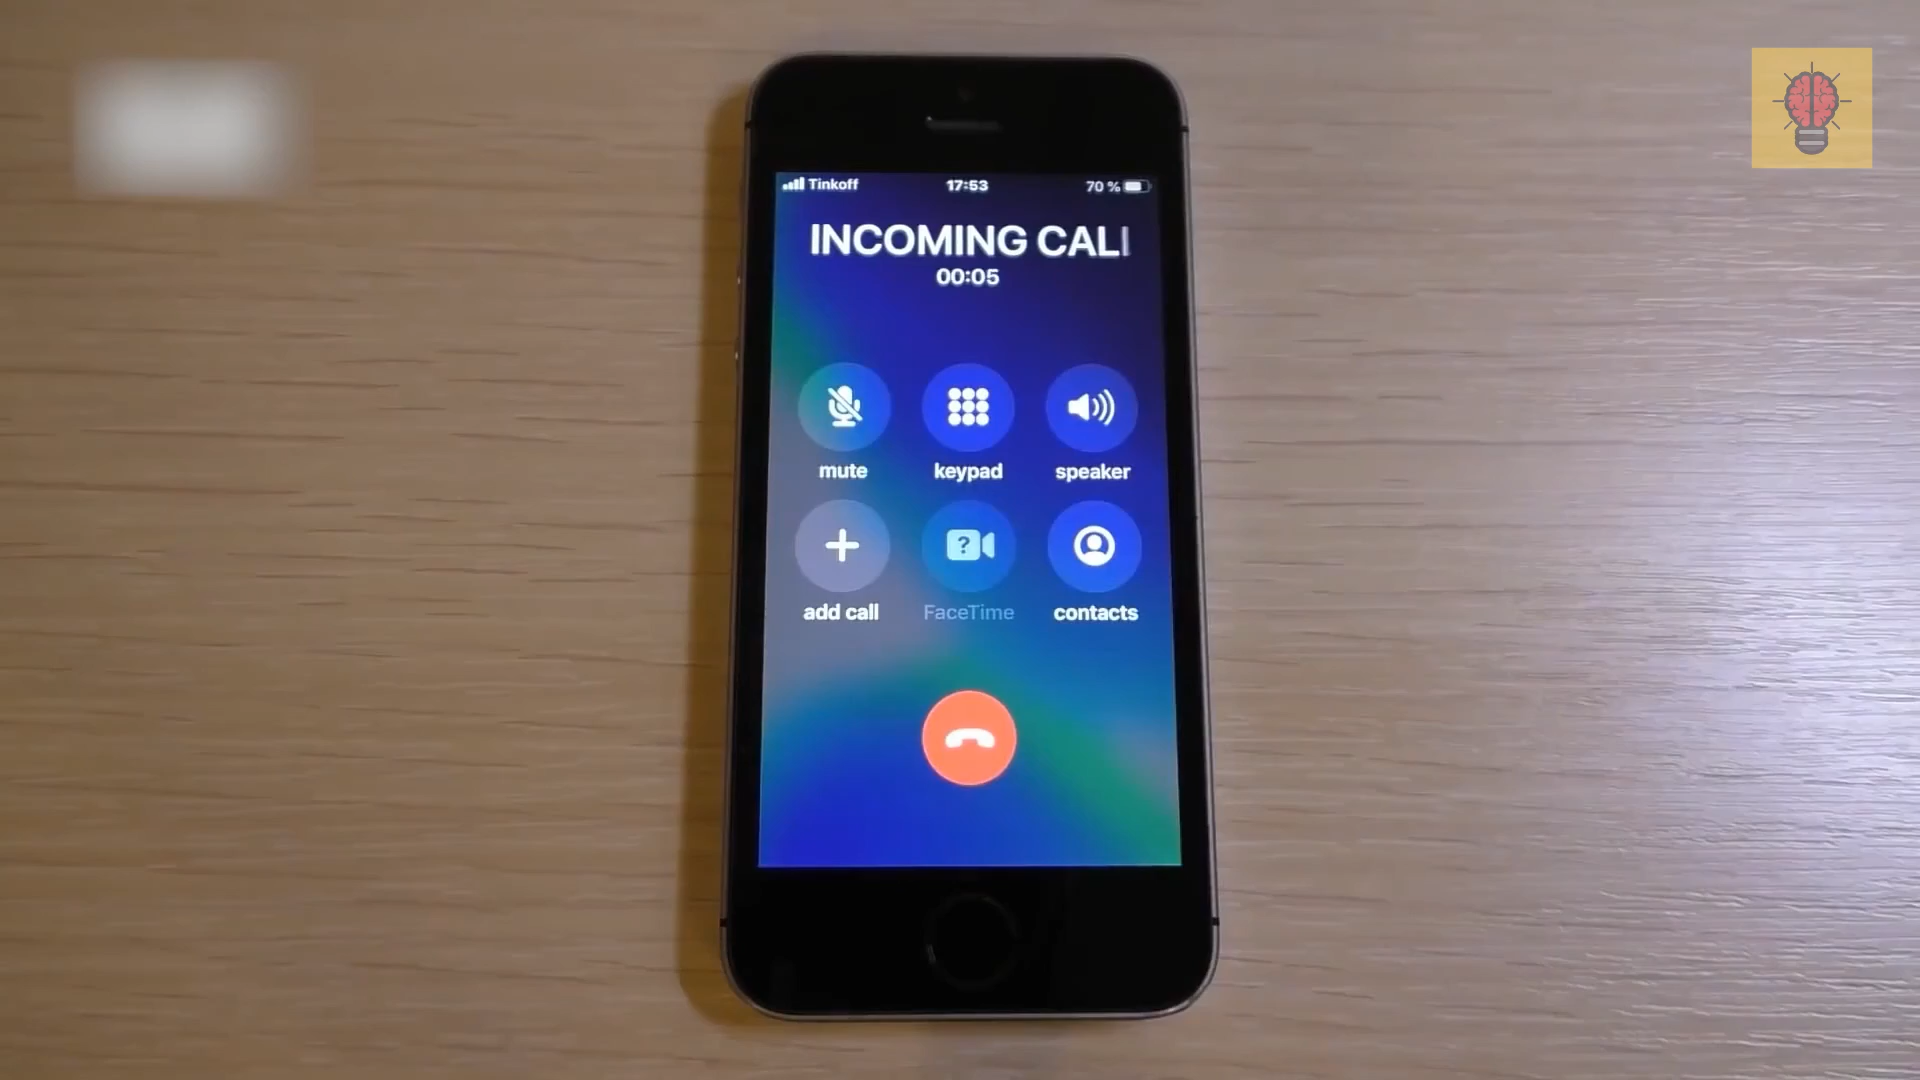 Tinkoff 17:53 70 %
INCOMING CALL
00:05
mute keypad speaker
?
add call FaceTime contacts